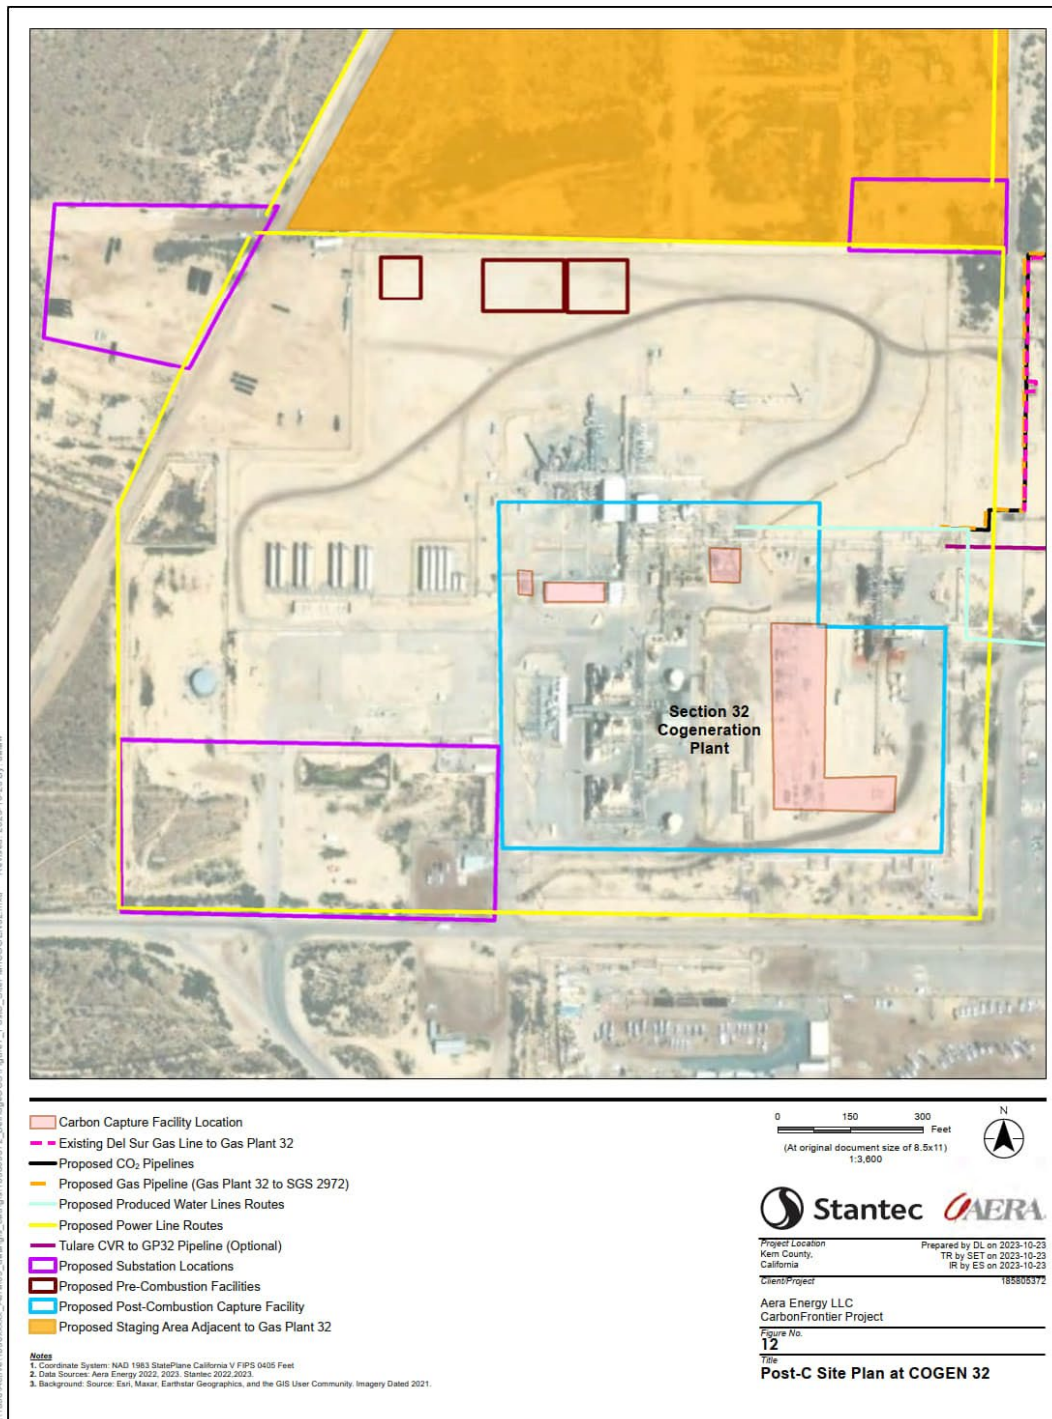 Section 32
Cogeneration
Plant
Carbon Capture Facility Location
Existing Del Sur Gas Line to Gas Plant 32
Proposed CO₂ Pipelines
Proposed Gas Pipeline (Gas Plant 32 to SGS 2972)
Proposed Produced Water Lines Routes
Proposed Power Line Routes
Tulare CVR to GP32 Pipeline (Optional)
Proposed Substation Locations
Proposed Pre-Combustion Facilities
Proposed Post-Combustion Capture Facility
Proposed Staging Area Adjacent to Gas Plant 32
Notes
1. Coordinate System: NAD 1983 StatePlane California V FIPS 0405 Feet
2. Data Sources: Aera Energy 2022, 2023. Stantec 2022,2023.
3. Background: Source: Esri, Maxar, Earthstar Geographics, and the GIS User Community. Imagery Dated 2021.
0 150 300
Feet
(At original document size of 8.5x11)
1:3,600
N
Stantec AERA
Project Location
Kern County,
California
Prepared by DL on 2023-10-23
TR by SET on 2023-10-23
IR by ES on 2023-10-23
Client/Project 185805372
Aera Energy LLC
CarbonFrontier Project
Figure No.
12
Title
Post-C Site Plan at COGEN 32